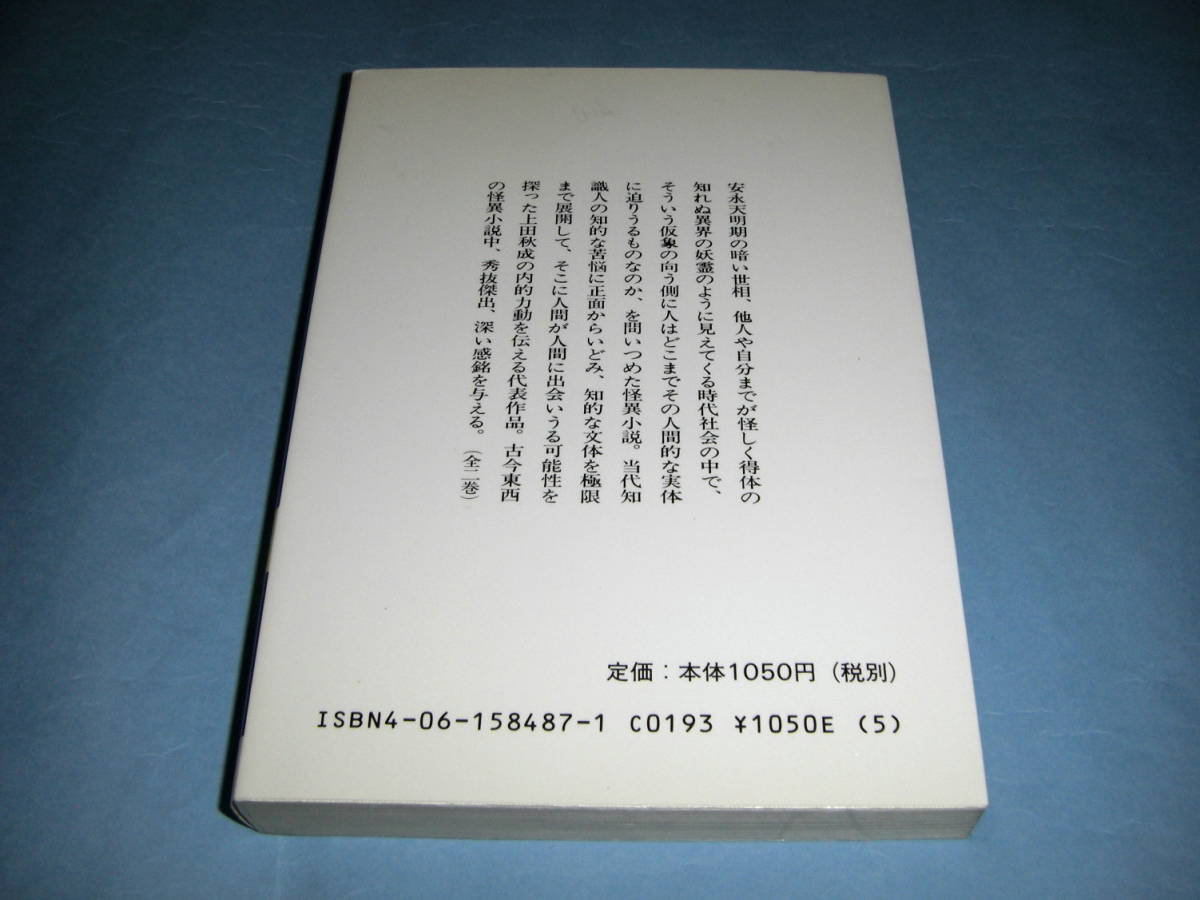 安永天明期の暗い世相、他人や自分までが怪しく得体の
知れぬ異界の妖霊のように見えてくる時代社会の中で、
そういう仮象の向う側に人はどこまでその人間的な実体
に迫りうるものなのか、を問いつめた怪異小説。当代知
識人の知的な苦悩に正面からいどみ、知的な文体を極限
まで展開して、そこに人間が人間に出会いうる可能性を
探った上田秋成の内的力動を伝える代表作品。古今東西
の怪異小説中、秀抜傑出、深い感銘を与える。（全二巻）
定価：本体1050円（税別）
ISBN4-06-158487-1 C0193 ¥1050E (5)